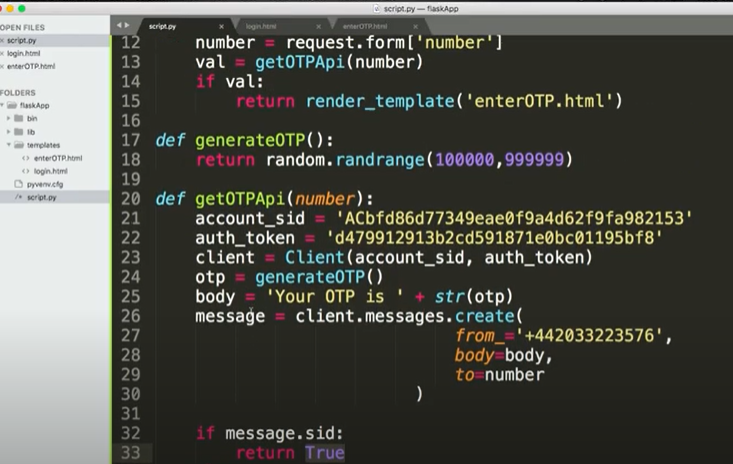 script.py — flaskApp
OPEN FILES
script.py
login.html
enterOTP.html
FOLDERS
flaskApp
bin
lib
templates
enterOTP.html
login.html
pyvenv.cfg
script.py
script.py login.html enterOTP.html
12 number = request.form['number']
13 val = getOTPApi(number)
14 if val:
15 return render_template('enterOTP.html')
16
17 def generateOTP():
18 return random.randrange(100000,999999)
19
20 def getOTPApi(number):
21 account_sid = 'ACbfd86d77349eae0f9a4d62f9fa982153'
22 auth_token = 'd479912913b2cd591871e0bc01195bf8'
23 client = Client(account_sid, auth_token)
24 otp = generateOTP()
25 body = 'Your OTP is ' + str(otp)
26 message = client.messages.create(
27 from_='+442033223576',
28 body=body,
29 to=number
30 )
31
32 if message.sid:
33 return True